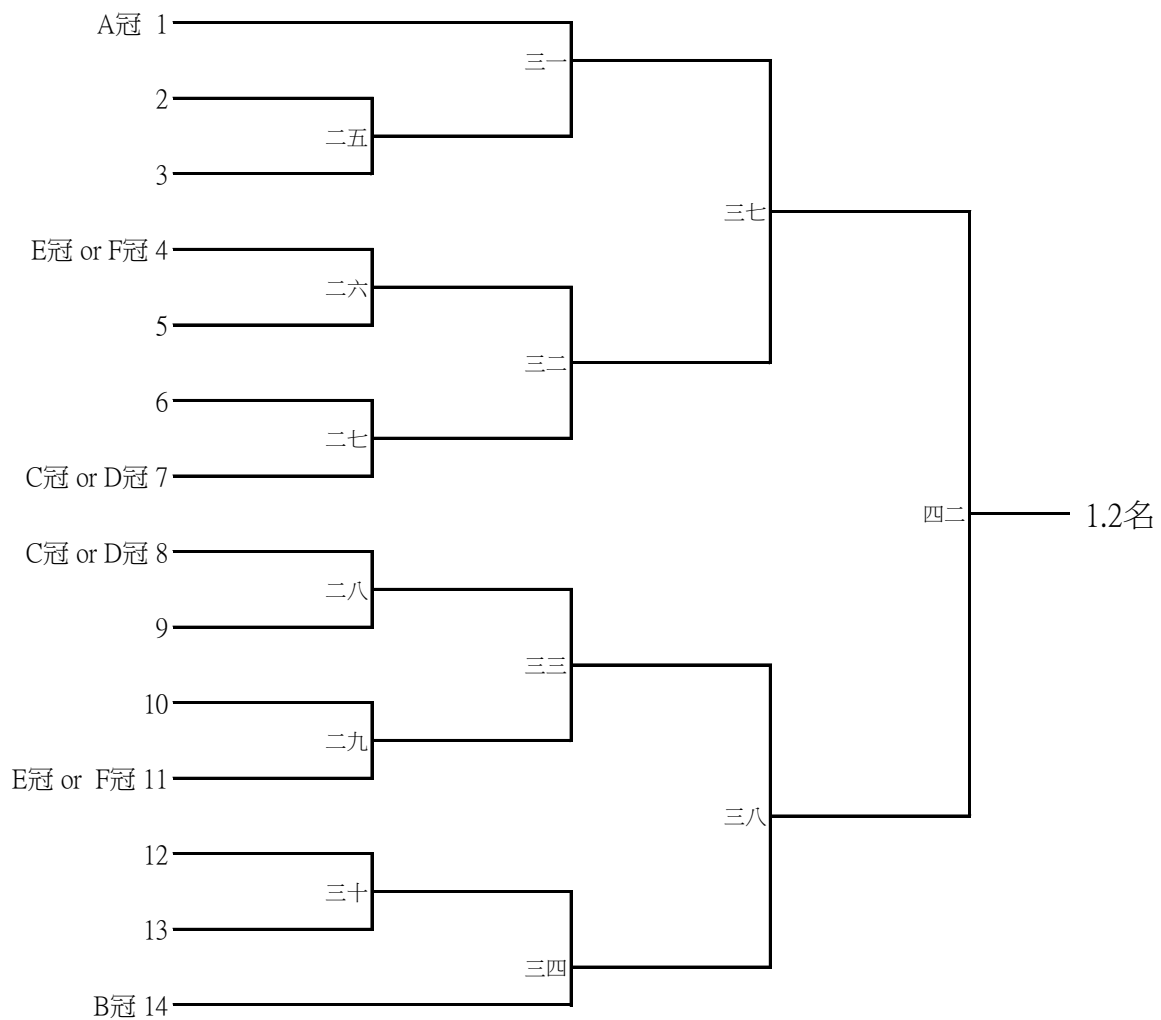 A冠 1
三一
2
二五
3
三七
E冠 or F冠 4
二六
5
三二
6
二七
C冠 or D冠 7
四二
1.2名
C冠 or D冠 8
二八
9
三三
10
二九
E冠 or F冠 11
三八
12
三十
13
三四
B冠 14